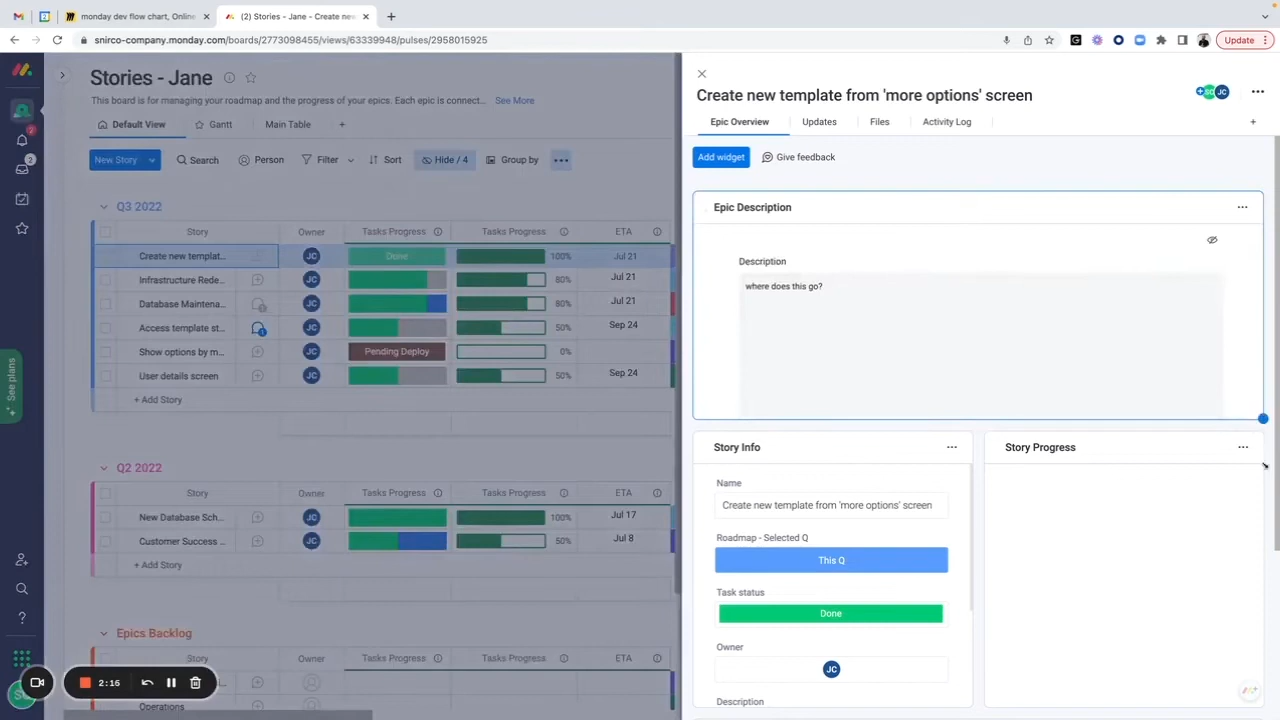 monday dev flow chart, Online
(2) Stories - Jane - Create new
snirco-company.monday.com/boards/2773098455/views/63339948/pulses/2958015925
Update
Stories - Jane
This board is for managing your roadmap and the progress of your epics. Each epic is connect... See More
Default View
Gantt
Main Table
New Story
Search
Person
Filter
Sort
Hide / 4
Group by
Q3 2022
Story Owner Tasks Progress Tasks Progress ETA
Create new templat... JC Done 100% Jul 21
Infrastructure Rede... JC 80% Jul 21
Database Maintena... JC 80% Jul 21
Access template st... JC 50% Sep 24
Show options by m... JC Pending Deploy 0%
User details screen JC 50% Sep 24
+ Add Story
Q2 2022
Story Owner Tasks Progress Tasks Progress ETA
New Database Sch... JC 100% Jul 17
Customer Success ... JC 50% Jul 8
+ Add Story
Epics Backlog
Story Owner Tasks Progress Tasks Progress ETA
Operations
See plans
2
2:15
Create new template from 'more options' screen
JC
Epic Overview
Updates
Files
Activity Log
Add widget
Give feedback
Epic Description
Description
where does this go?
Story Info
Name
Create new template from 'more options' screen
Roadmap - Selected Q
This Q
Task status
Done
Owner
JC
Description
Story Progress